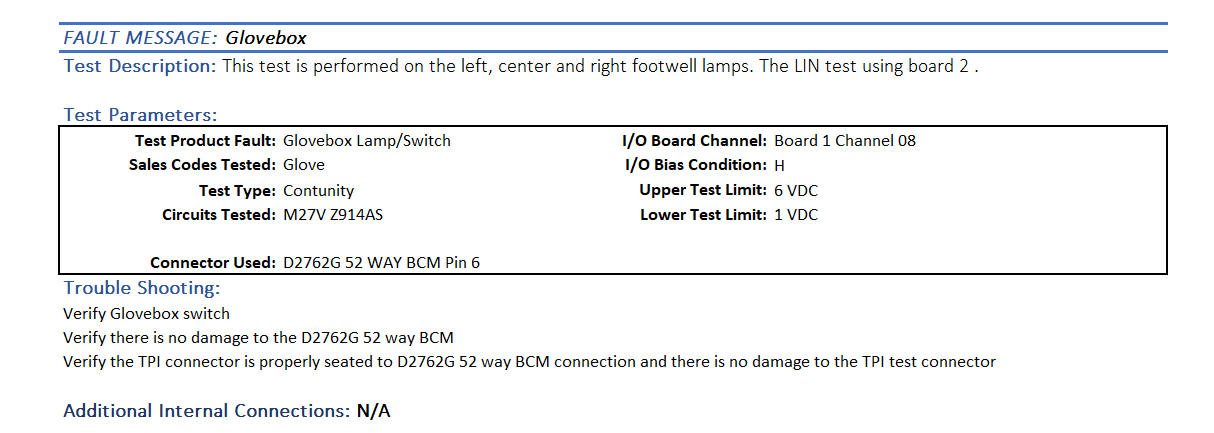 FAULT MESSAGE: Glovebox
Test Description: This test is performed on the left, center and right footwell lamps. The LIN test using board 2 .
Test Parameters:
Test Product Fault: Glovebox Lamp/Switch I/O Board Channel: Board 1 Channel 08
Sales Codes Tested: Glove I/O Bias Condition: H
Test Type: Contunity Upper Test Limit: 6 VDC
Circuits Tested: M27V Z914AS Lower Test Limit: 1 VDC
Connector Used: D2762G 52 WAY BCM Pin 6
Trouble Shooting:
Verify Glovebox switch
Verify there is no damage to the D2762G 52 way BCM
Verify the TPI connector is properly seated to D2762G 52 way BCM connection and there is no damage to the TPI test connector
Additional Internal Connections: N/A